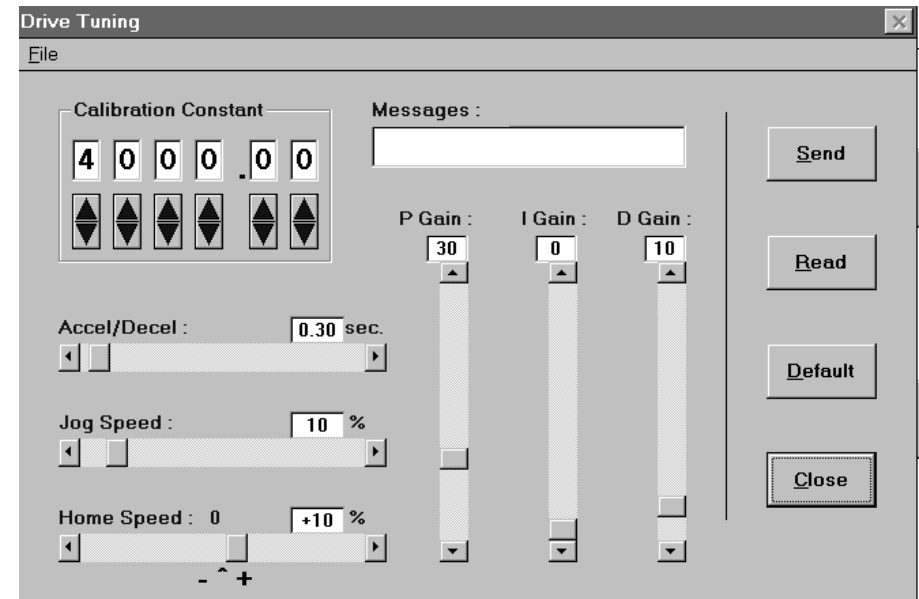 Drive Tuning
File
Calibration Constant
4 0 0 0 . 0 0
Messages :
Send
P Gain : I Gain : D Gain :
30 0 10
Read
Accel/Decel : 0.30 sec.
Default
Jog Speed : 10 %
Close
Home Speed : 0 +10 %
- ^ +